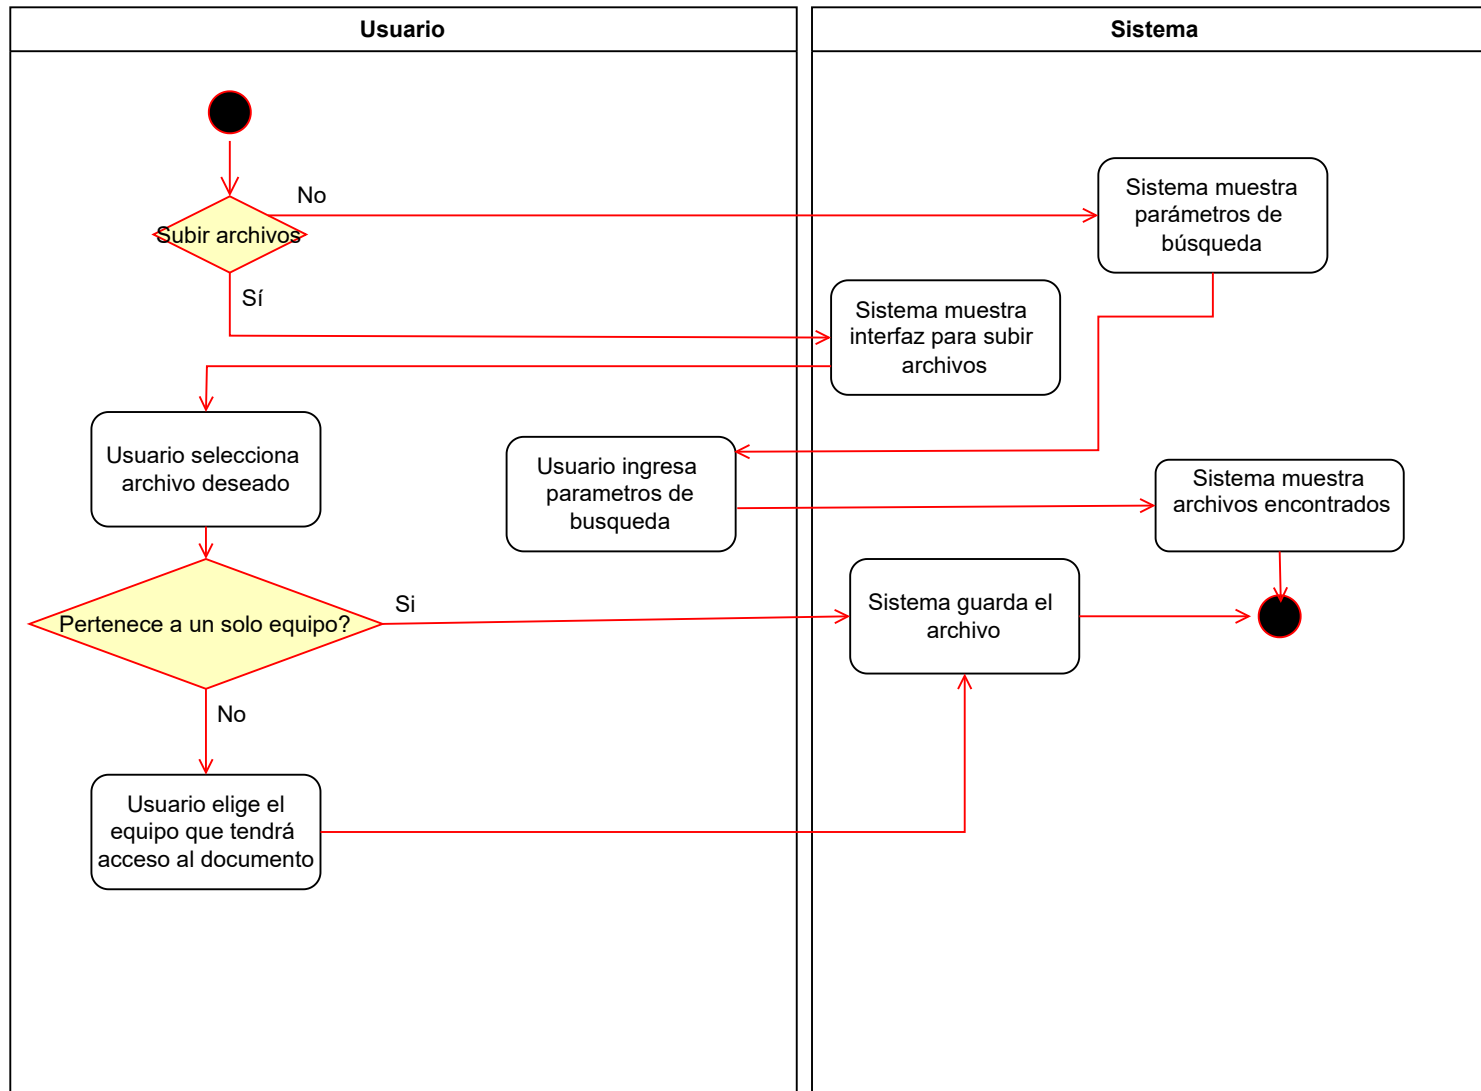 Usuario
Sistema
No
Subir archivos
Sí
Sistema muestra
parámetros de
búsqueda
Sistema muestra
interfaz para subir
archivos
Usuario selecciona
archivo deseado
Usuario ingresa
parametros de
busqueda
Sistema muestra
archivos encontrados
Pertenece a un solo equipo?
Si
Sistema guarda el
archivo
No
Usuario elige el
equipo que tendrá
acceso al documento